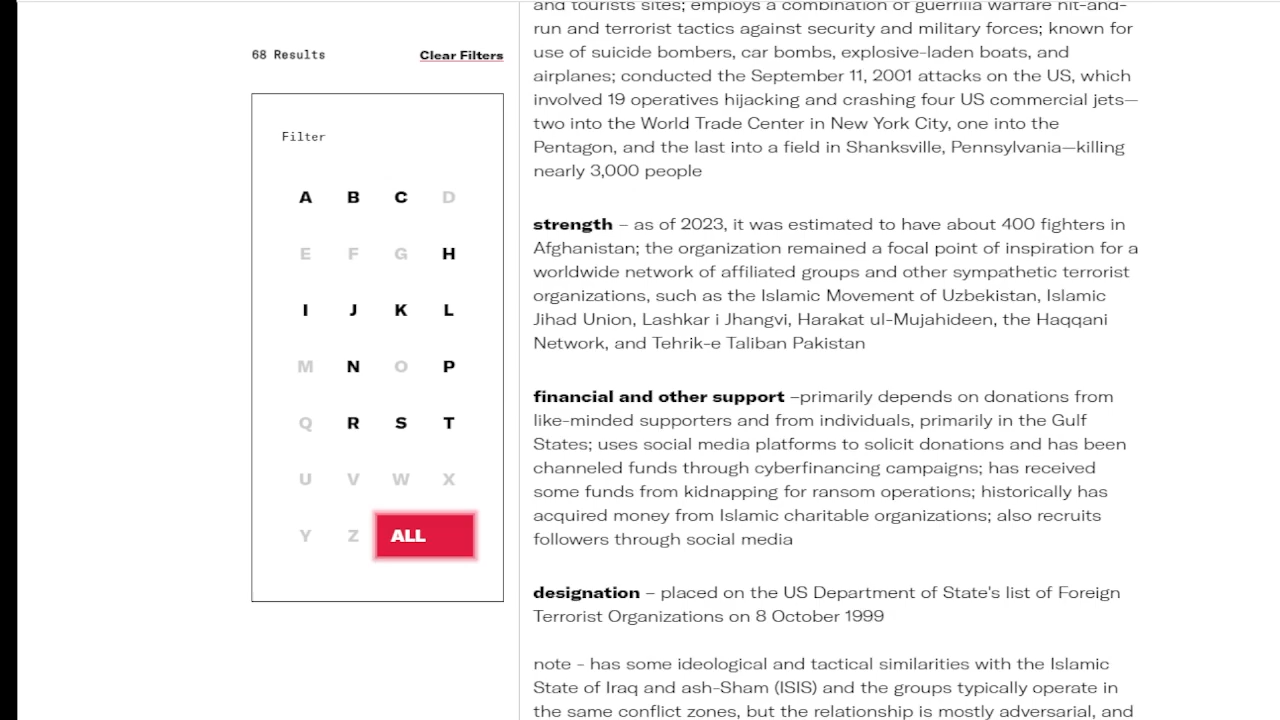 68 Results
Clear Filters
Filter
A B C D
E F G H
I J K L
M N O P
Q R S T
U V W X
Y Z ALL
and tourists sites; employs a combination of guerrilla warfare hit-and-
run and terrorist tactics against security and military forces; known for
use of suicide bombers, car bombs, explosive-laden boats, and
airplanes; conducted the September 11, 2001 attacks on the US, which
involved 19 operatives hijacking and crashing four US commercial jets—
two into the World Trade Center in New York City, one into the
Pentagon, and the last into a field in Shanksville, Pennsylvania—killing
nearly 3,000 people
strength – as of 2023, it was estimated to have about 400 fighters in
Afghanistan; the organization remained a focal point of inspiration for a
worldwide network of affiliated groups and other sympathetic terrorist
organizations, such as the Islamic Movement of Uzbekistan, Islamic
Jihad Union, Lashkar i Jhangvi, Harakat ul-Mujahideen, the Haqqani
Network, and Tehrik-e Taliban Pakistan
financial and other support –primarily depends on donations from
like-minded supporters and from individuals, primarily in the Gulf
States; uses social media platforms to solicit donations and has been
channeled funds through cyberfinancing campaigns; has received
some funds from kidnapping for ransom operations; historically has
acquired money from Islamic charitable organizations; also recruits
followers through social media
designation – placed on the US Department of State's list of Foreign
Terrorist Organizations on 8 October 1999
note - has some ideological and tactical similarities with the Islamic
State of Iraq and ash-Sham (ISIS) and the groups typically operate in
the same conflict zones, but the relationship is mostly adversarial, and